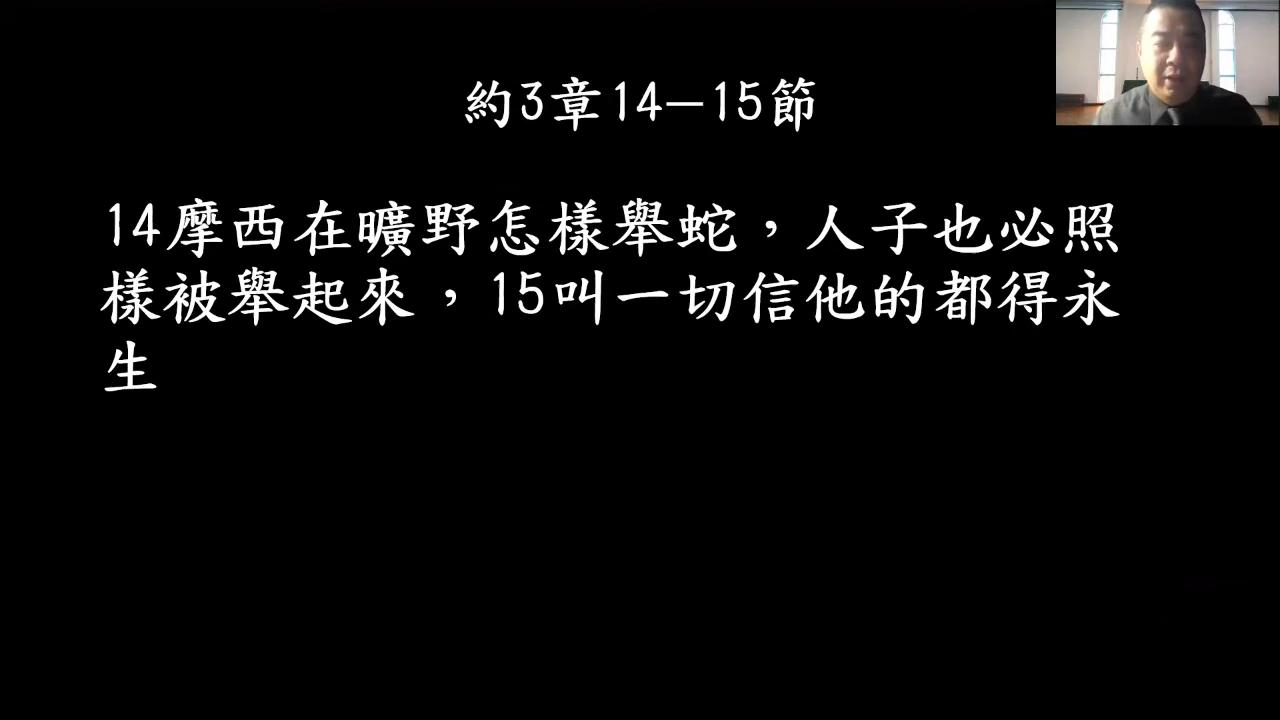 約3章14—15節
14摩西在曠野怎樣舉蛇，人子也必照
樣被舉起來，15叫一切信他的都得永
生